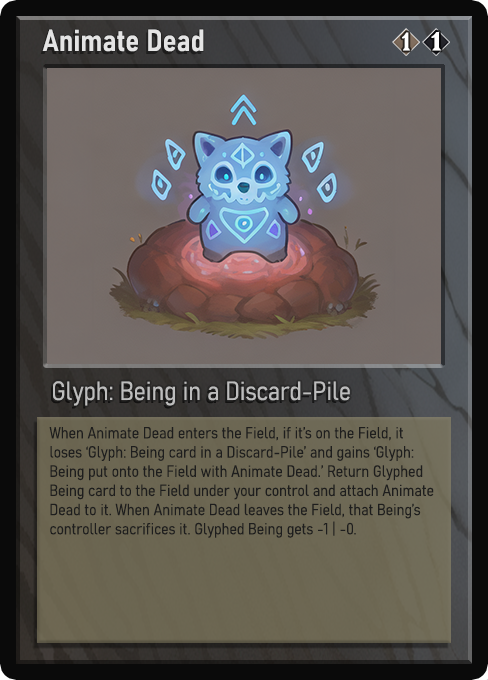 Animate Dead 1 1
Glyph: Being in a Discard-Pile
When Animate Dead enters the Field, if it's on the Field, it
loses 'Glyph: Being card in a Discard-Pile' and gains 'Glyph:
Being put onto the Field with Animate Dead.' Return Glyphed
Being card to the Field under your control and attach Animate
Dead to it. When Animate Dead leaves the Field, that Being's
controller sacrifices it. Glyphed Being gets -1 | -0.